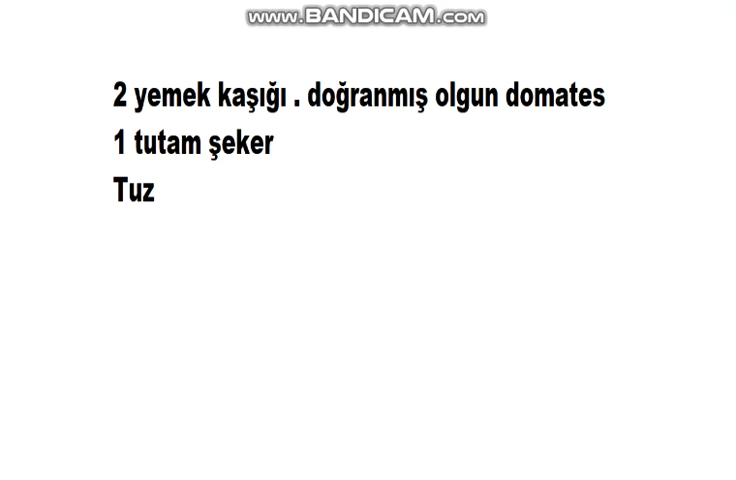 www.BANDICAM.com
2 yemek kaşığı . doğranmış olgun domates
1 tutam şeker
Tuz